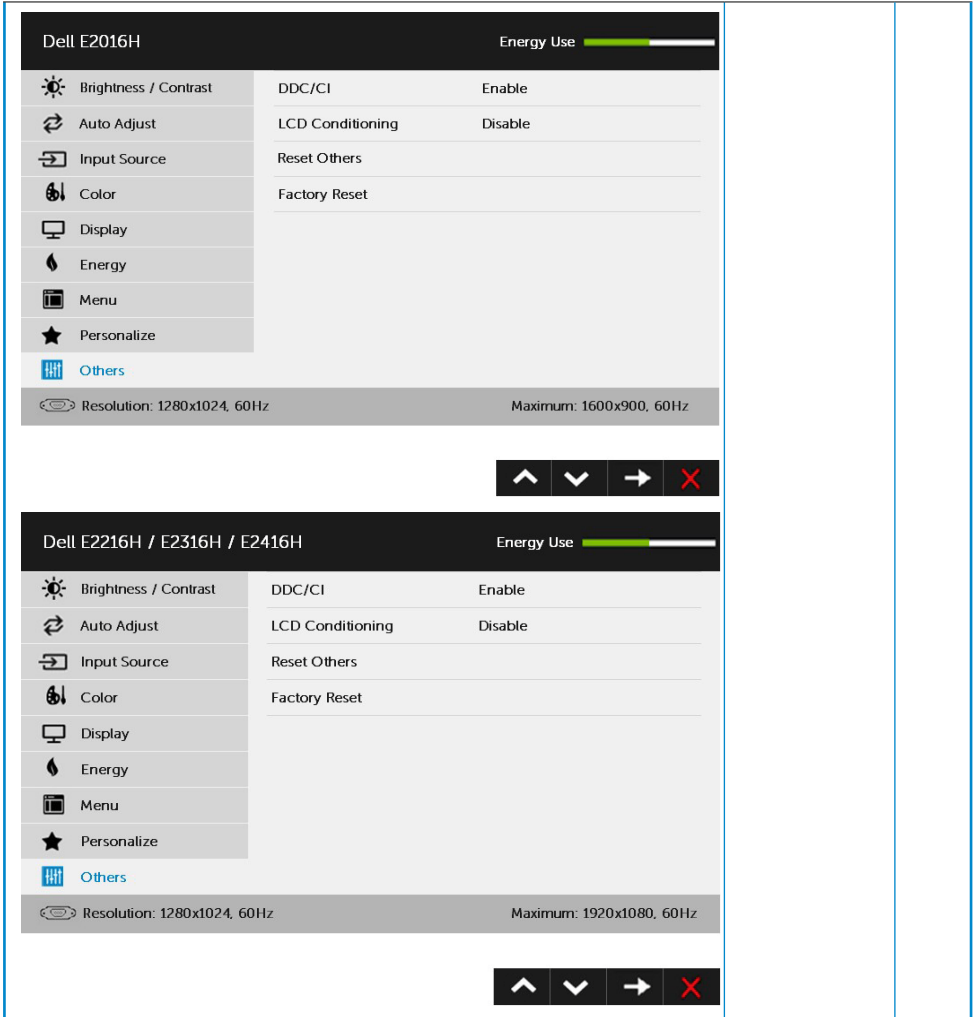 Dell E2016H Energy Use
Brightness / Contrast DDC/CI Enable
Auto Adjust LCD Conditioning Disable
Input Source Reset Others
Color Factory Reset
Display
Energy
Menu
Personalize
Others
Resolution: 1280x1024, 60Hz Maximum: 1600x900, 60Hz
Dell E2216H / E2316H / E2416H Energy Use
Brightness / Contrast DDC/CI Enable
Auto Adjust LCD Conditioning Disable
Input Source Reset Others
Color Factory Reset
Display
Energy
Menu
Personalize
Others
Resolution: 1280x1024, 60Hz Maximum: 1920x1080, 60Hz